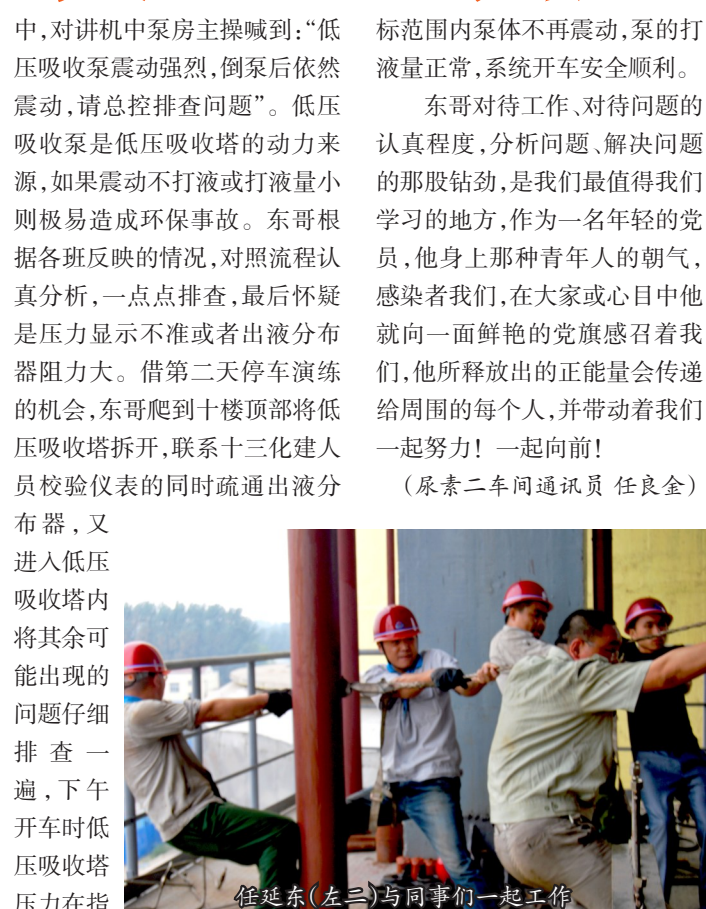 中,对讲机中泵房主操喊到:“低
压吸收泵震动强烈,倒泵后依然
震动,请总控排查问题”。低压
吸收泵是低压吸收塔的动力来
源,如果震动不打液或打液量小
则极易造成环保事故。东哥根
据各班反映的情况,对照流程认
真分析,一点点排查,最后怀疑
是压力显示不准或者出液分布
器阻力大。借第二天停车演练
的机会,东哥爬到十楼顶部将低
压吸收塔拆开,联系十三化建人
员校验仪表的同时疏通出液分
布器,又
进入低压
吸收塔内
将其余可
能出现的
问题仔细
排查一
遍,下午
开车时低
压吸收塔
压力在指
标范围内泵体不再震动,泵的打
液量正常,系统开车安全顺利。
东哥对待工作、对待问题的
认真程度,分析问题、解决问题
的那股钻劲,是我们最值得我们
学习的地方,作为一名年轻的党
员,他身上那种青年人的朝气,
感染者我们,在大家或心目中他
就向一面鲜艳的党旗感召着我
们,他所释放出的正能量会传递
给周围的每个人,并带动着我们
一起努力!一起向前!
(尿素二车间通讯员 任良金)
任延东(左二)与同事们一起工作